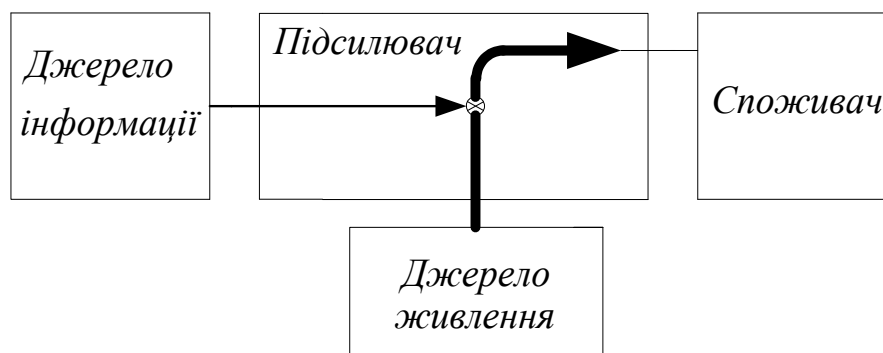 Джерело
інформації
Підсилювач
Споживач
Джерело
живлення